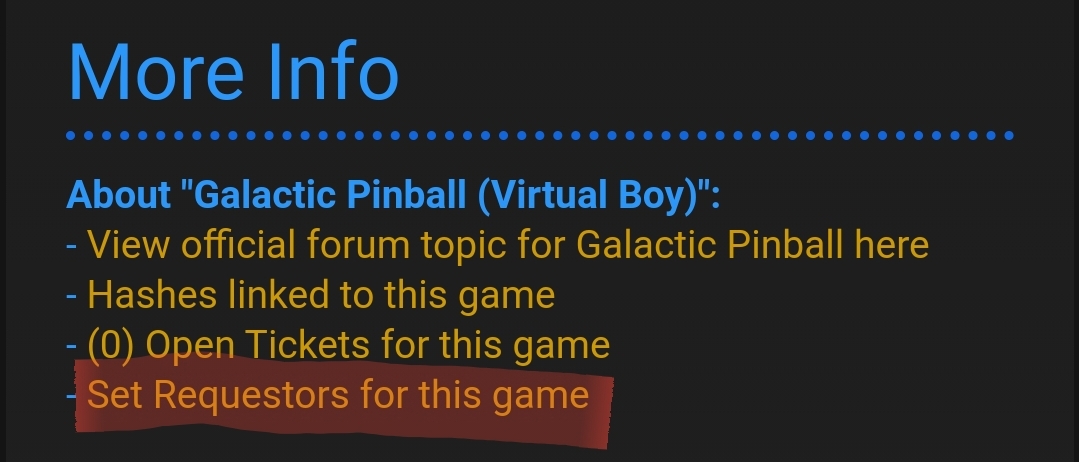 More Info
About "Galactic Pinball (Virtual Boy)":
- View official forum topic for Galactic Pinball here
- Hashes linked to this game
- (0) Open Tickets for this game
- Set Requestors for this game